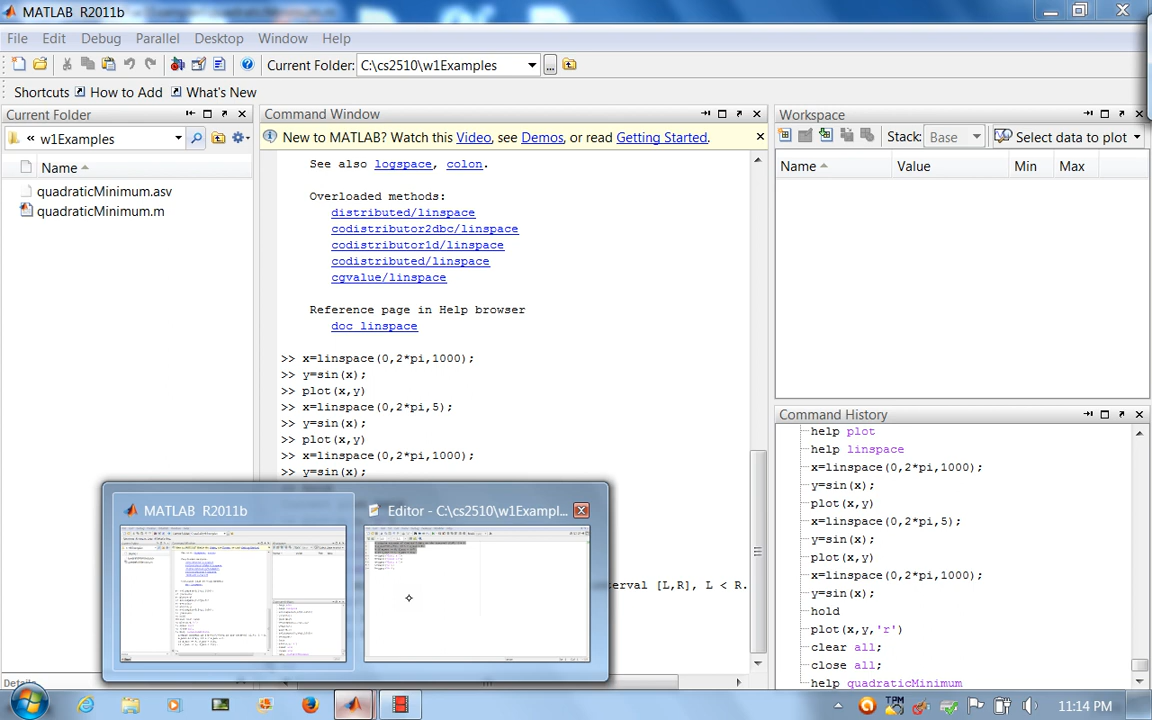 MATLAB R2011b
File Edit Debug Parallel Desktop Window Help
Current Folder: C:\cs2510\w1Examples
Shortcuts How to Add What's New
Current Folder
« w1Examples
Name
quadraticMinimum.asv
quadraticMinimum.m
Command Window
New to MATLAB? Watch this Video, see Demos, or read Getting Started.
See also logspace, colon.
Overloaded methods:
distributed/linspace
codistributor2dbc/linspace
codistributor1d/linspace
codistributed/linspace
cgvalue/linspace
Reference page in Help browser
doc linspace
>> x=linspace(0,2*pi,1000);
>> y=sin(x);
>> plot(x,y)
>> x=linspace(0,2*pi,5);
>> y=sin(x);
>> plot(x,y)
>> x=linspace(0,2*pi,1000);
>> y=sin(x);
interval [L,R], L < R.
Workspace
Stack: Base Select data to plot
Name Value Min Max
Command History
help plot
help linspace
x=linspace(0,2*pi,1000);
y=sin(x);
plot(x,y)
x=linspace(0,2*pi,5);
y=sin(x);
plot(x,y)
x=linspace(0,2*pi,1000);
y=sin(x);
hold
plot(x,y,'r')
clear all;
close all;
help quadraticMinimum
MATLAB R2011b
Editor - C:\cs2510\w1Exampl...
Details
11:14 PM